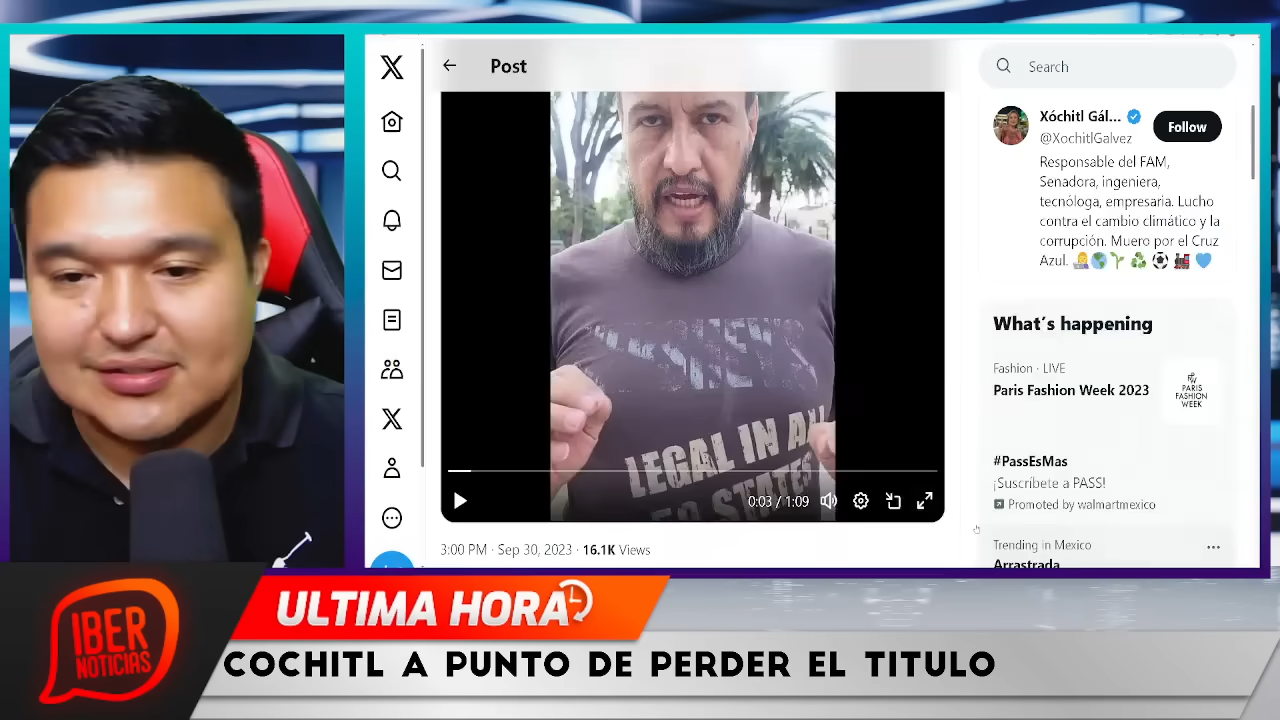 Post
Search
Xóchitl Gál...
@XochitlGalvez
Follow
Responsable del FAM,
Senadora, ingeniera,
tecnóloga, empresaria. Lucho
contra el cambio climático y la
corrupción. Muero por el Cruz
Azul.
What's happening
Fashion · LIVE
Paris Fashion Week 2023
PARIS
FASHION
WEEK
#PassEsMas
¡Suscríbete a PASS!
Promoted by walmartmexico
Trending in Mexico
Arrastrada
LEGAL IN
STATES
0:03 / 1:09
3:00 PM · Sep 30, 2023 · 16.1K Views
ULTIMA HORA
IBER
NOTICIAS
COCHITL A PUNTO DE PERDER EL TITULO